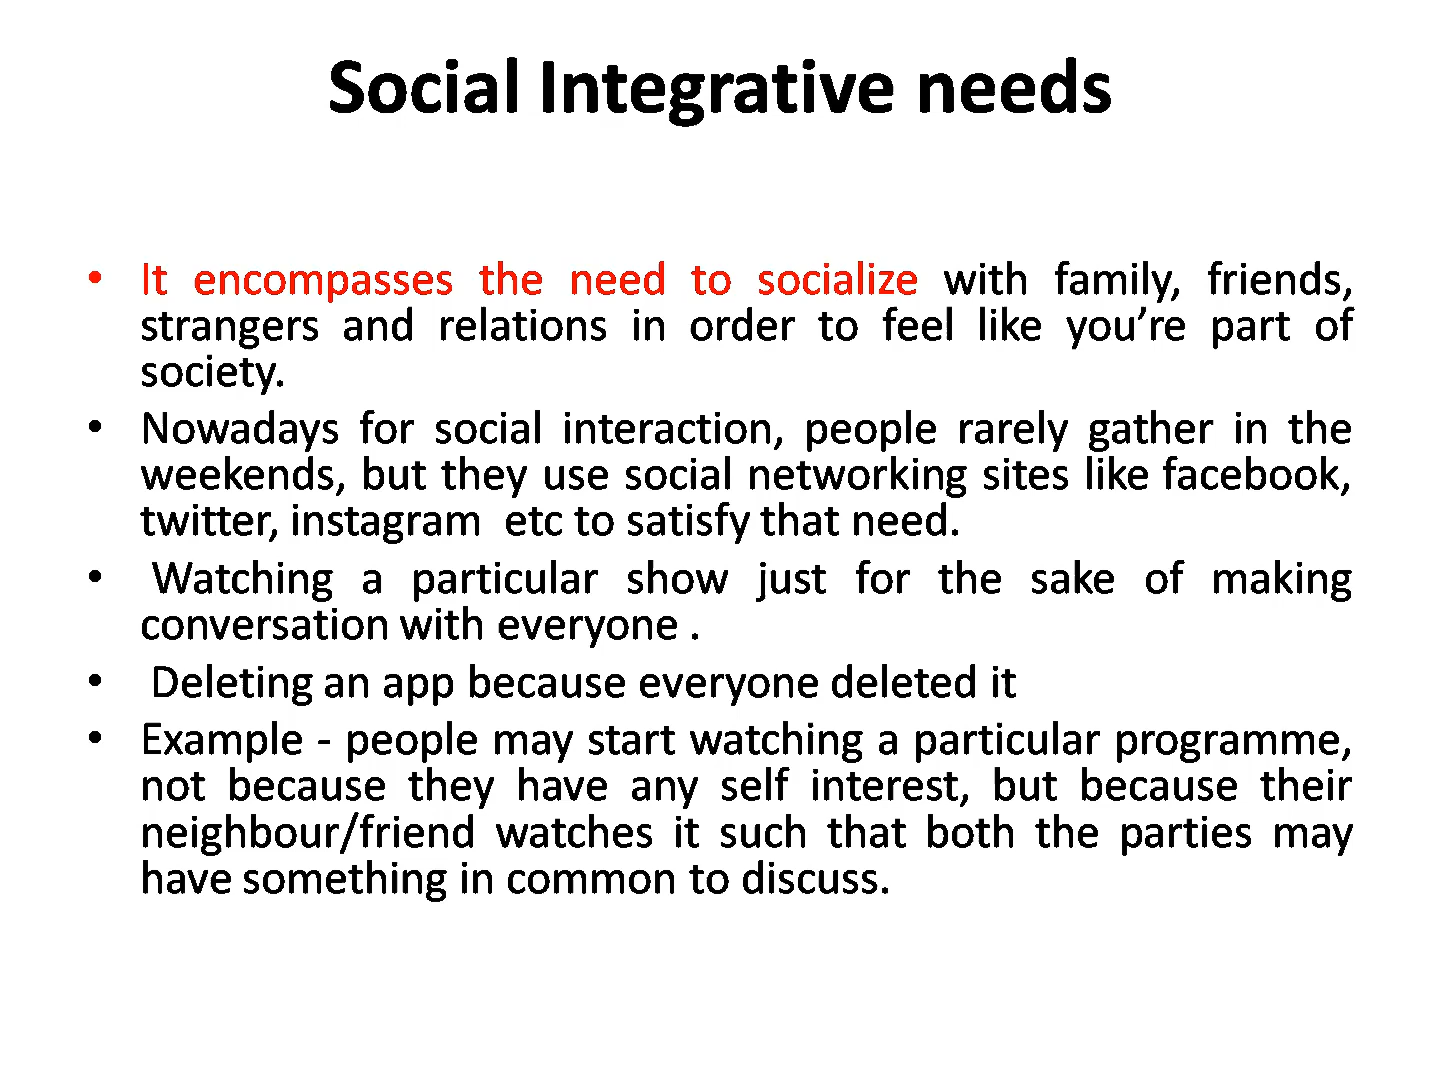 Social Integrative needs
• It encompasses the need to socialize with family, friends,
strangers and relations in order to feel like you’re part of
society.
• Nowadays for social interaction, people rarely gather in the
weekends, but they use social networking sites like facebook,
twitter, instagram  etc to satisfy that need.
•  Watching a particular show just for the sake of making
conversation with everyone .
•  Deleting an app because everyone deleted it
• Example - people may start watching a particular programme,
not because they have any self interest, but because their
neighbour/friend watches it such that both the parties may
have something in common to discuss.